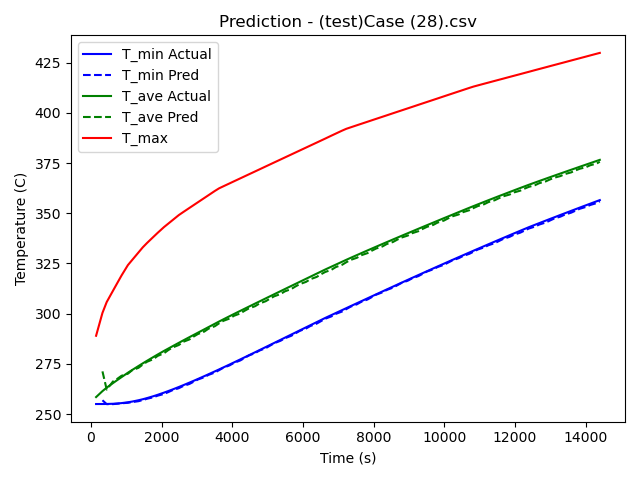 Prediction - (test)Case (28).csv
T_min Actual
T_min Pred
T_ave Actual
T_ave Pred
T_max
Temperature (C)
425
400
375
350
325
300
275
250
0 2000 4000 6000 8000 10000 12000 14000
Time (s)